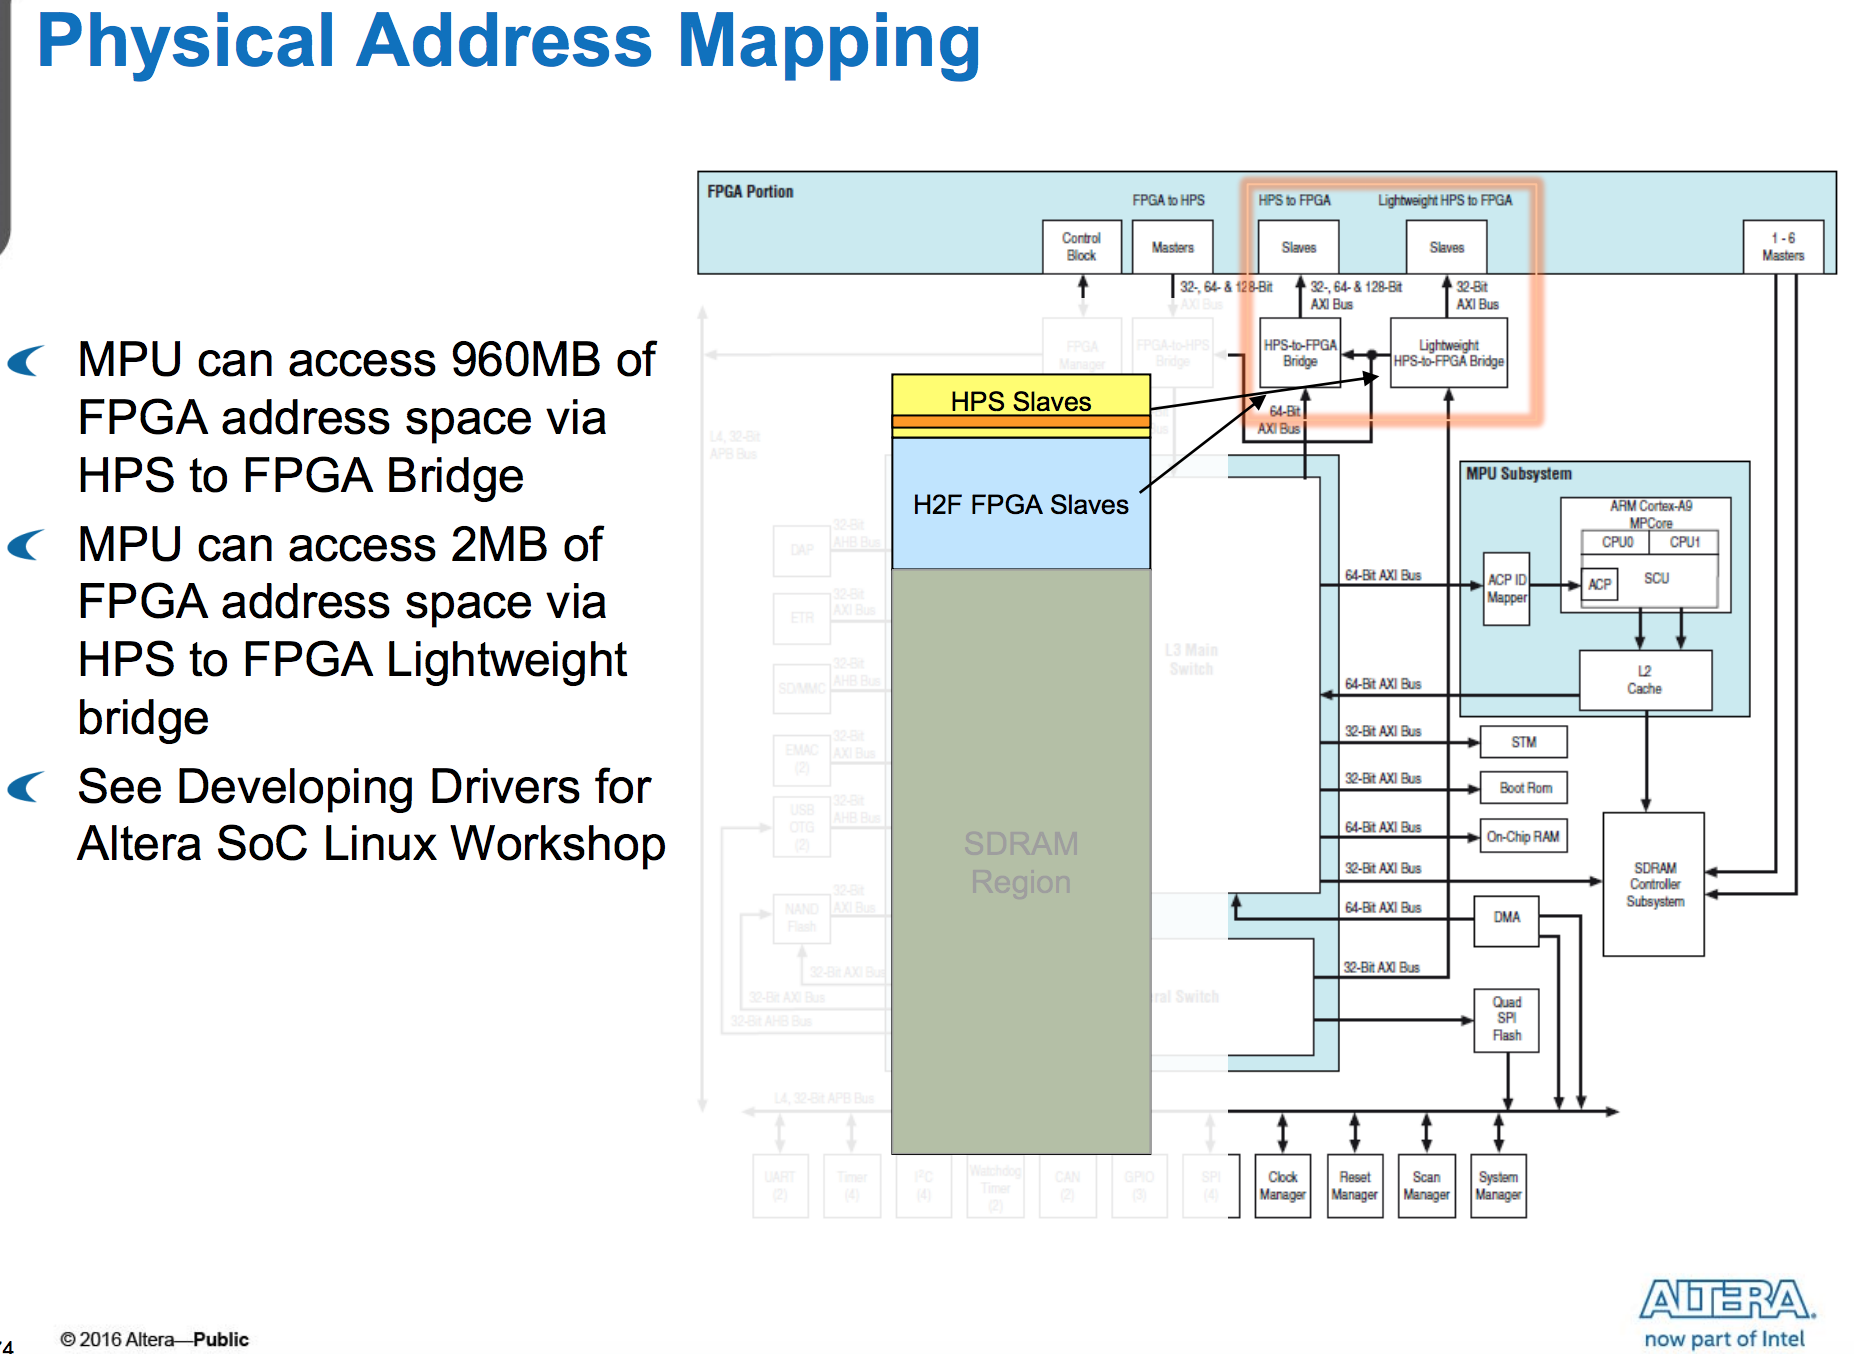 Physical Address Mapping
MPU can access 960MB of
FPGA address space via
HPS to FPGA Bridge
MPU can access 2MB of
FPGA address space via
HPS to FPGA Lightweight
bridge
See Developing Drivers for
Altera SoC Linux Workshop
FPGA Portion
FPGA to HPS
HPS to FPGA
Lightweight HPS to FPGA
Control
Block
Masters
Slaves
Slaves
1 - 6
Masters
32-, 64- & 128-Bit
AXI Bus
32-, 64- & 128-Bit
AXI Bus
32-Bit
AXI Bus
FPGA
Manager
FPGA-to-HPS
Bridge
HPS-to-FPGA
Bridge
Lightweight
HPS-to-FPGA Bridge
64-Bit
AXI Bus
L4, 32-Bit
APB Bus
HPS Slaves
Bus
H2F FPGA Slaves
SDRAM
Region
MPU Subsystem
ARM Cortex-A9
MPCore
CPU0
CPU1
ACP
SCU
ACP ID
Mapper
L2
Cache
64-Bit AXI Bus
64-Bit AXI Bus
32-Bit AXI Bus
STM
32-Bit AXI Bus
Boot Rom
64-Bit AXI Bus
On-Chip RAM
32-Bit AXI Bus
SDRAM
Controller
Subsystem
64-Bit AXI Bus
DMA
32-Bit AXI Bus
Quad
SPI
Flash
L3 Main
Switch
ral Switch
DAP
32-Bit
AHB Bus
ETR
32-Bit
AXI Bus
SD/MMC
32-Bit
AHB Bus
EMAC
(2)
32-Bit
AXI Bus
USB
OTG
(2)
32-Bit
AHB Bus
NAND
Flash
32-Bit
AXI Bus
32-Bit AXI Bus
32-Bit AXI Bus
32-Bit AHB Bus
L4, 32-Bit APB Bus
UART
(2)
Timer
(4)
I²C
(4)
Watchdog
Timer
(2)
CAN
(2)
GPIO
(3)
SPI
(4)
Clock
Manager
Reset
Manager
Scan
Manager
System
Manager
ALTERA.
now part of Intel
© 2016 Altera—Public
4